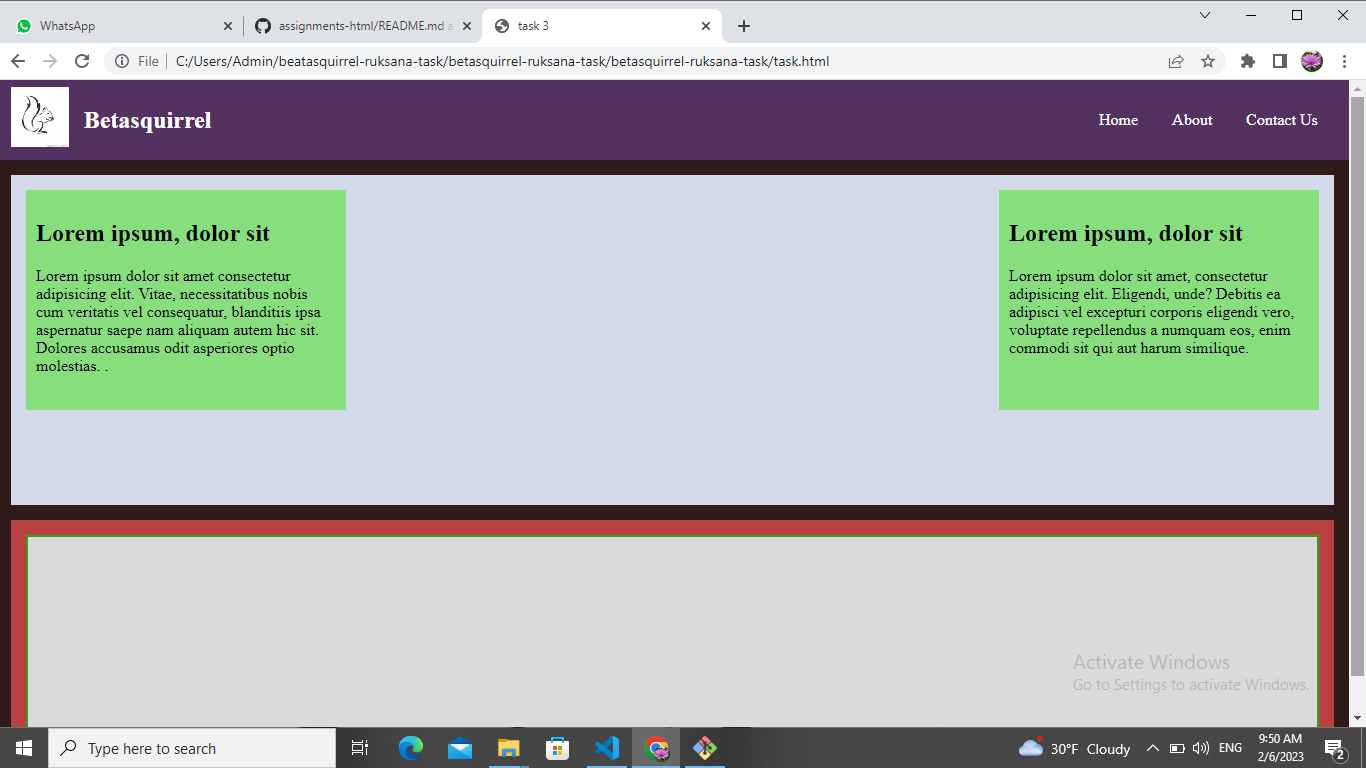 WhatsApp
assignments-html/README.md a
task 3
File
C:/Users/Admin/beatasquirrel-ruksana-task/betasquirrel-ruksana-task/betasquirrel-ruksana-task/task.html
Betasquirrel
Home
About
Contact Us
Lorem ipsum, dolor sit
Lorem ipsum dolor sit amet consectetur
adipisicing elit. Vitae, necessitatibus nobis
cum veritatis vel consequatur, blanditiis ipsa
aspernatur saepe nam aliquam autem hic sit.
Dolores accusamus odit asperiores optio
molestias. .
Lorem ipsum, dolor sit
Lorem ipsum dolor sit amet, consectetur
adipisicing elit. Eligendi, unde? Debitis ea
adipisci vel excepturi corporis eligendi vero,
voluptate repellendus a numquam eos, enim
commodi sit qui aut harum similique.
Activate Windows
Go to Settings to activate Windows.
Type here to search
30°F Cloudy
ENG
9:50 AM
2/6/2023
2